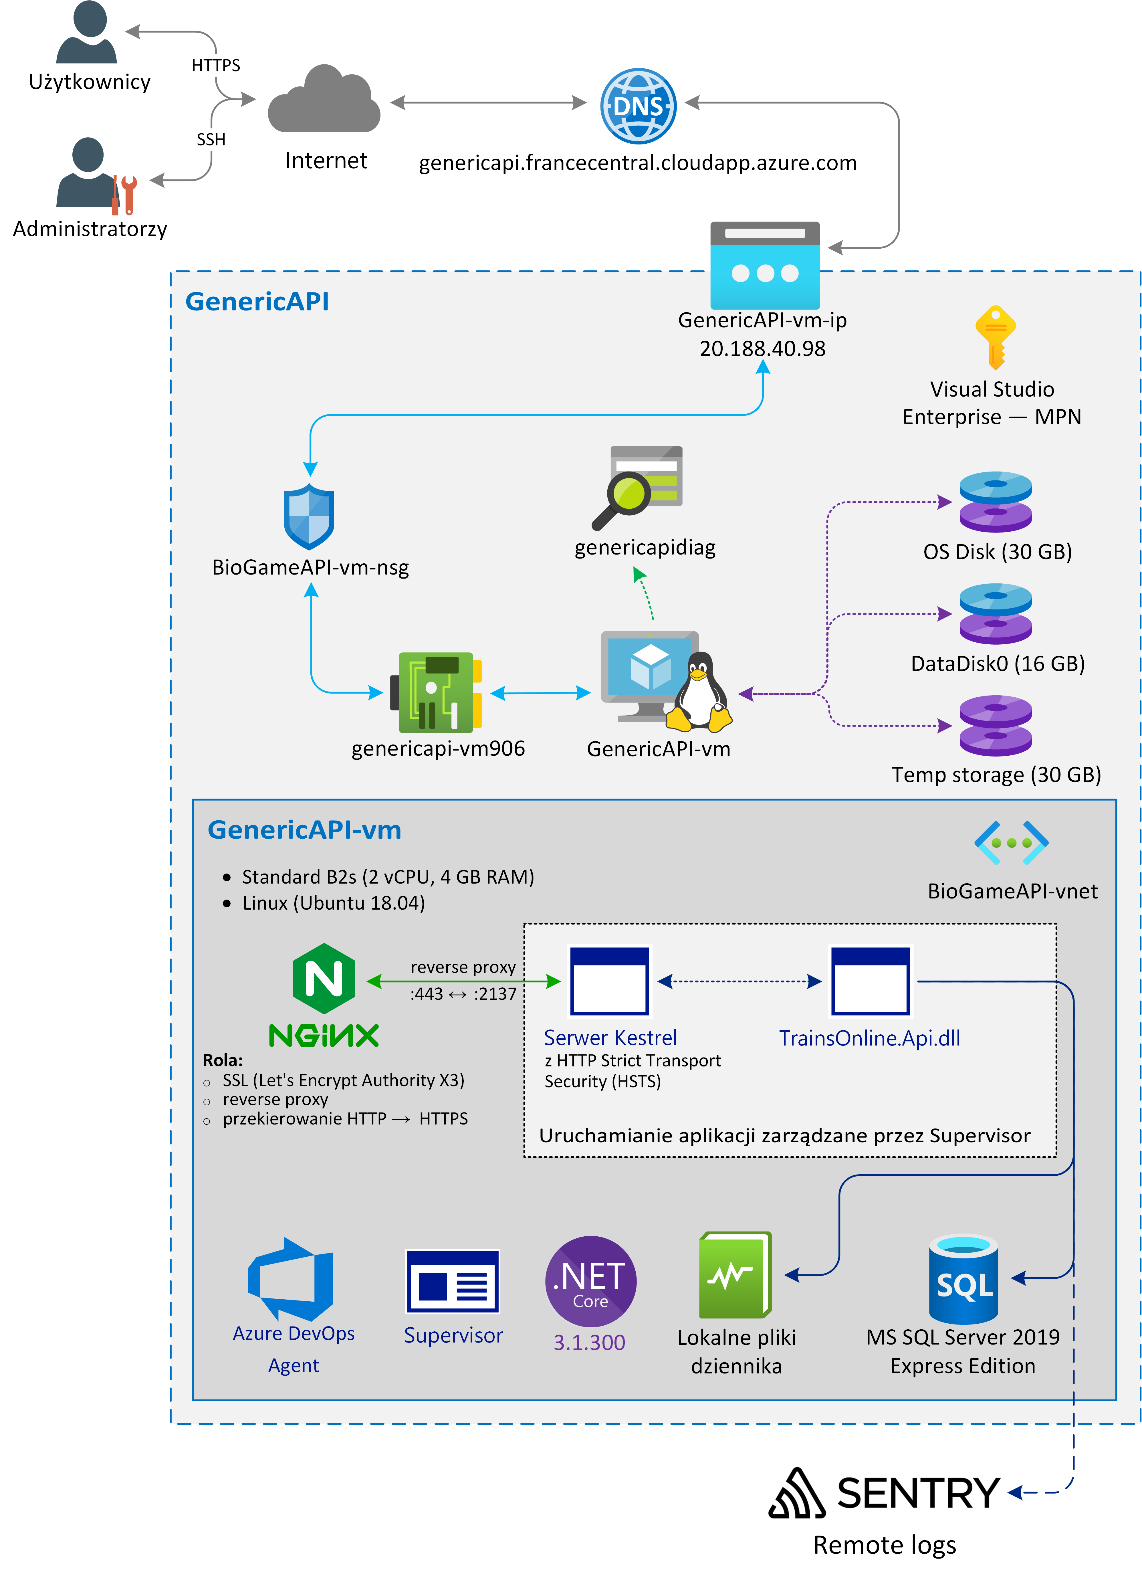 Użytkownicy
HTTPS
SSH
Administratorzy
Internet
DNS
genericapi.francecentral.cloudapp.azure.com
GenericAPI
GenericAPI-vm-ip
20.188.40.98
Visual Studio
Enterprise — MPN
BioGameAPI-vm-nsg
genericapidiag
OS Disk (30 GB)
DataDisk0 (16 GB)
Temp storage (30 GB)
genericapi-vm906
GenericAPI-vm
GenericAPI-vm
• Standard B2s (2 vCPU, 4 GB RAM)
• Linux (Ubuntu 18.04)
BioGameAPI-vnet
N
NGINX
reverse proxy
:443 ↔ :2137
Rola:
○ SSL (Let's Encrypt Authority X3)
○ reverse proxy
○ przekierowanie HTTP → HTTPS
Serwer Kestrel
z HTTP Strict Transport
Security (HSTS)
TrainsOnline.Api.dll
Uruchamianie aplikacji zarządzane przez Supervisor
Azure DevOps
Agent
Supervisor
.NET
Core
3.1.300
Lokalne pliki
dziennika
SQL
MS SQL Server 2019
Express Edition
SENTRY
Remote logs